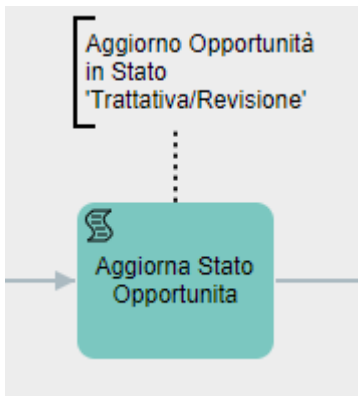 Aggiorno Opportunità
in Stato
'Trattativa/Revisione'
Aggiorna Stato
Opportunita